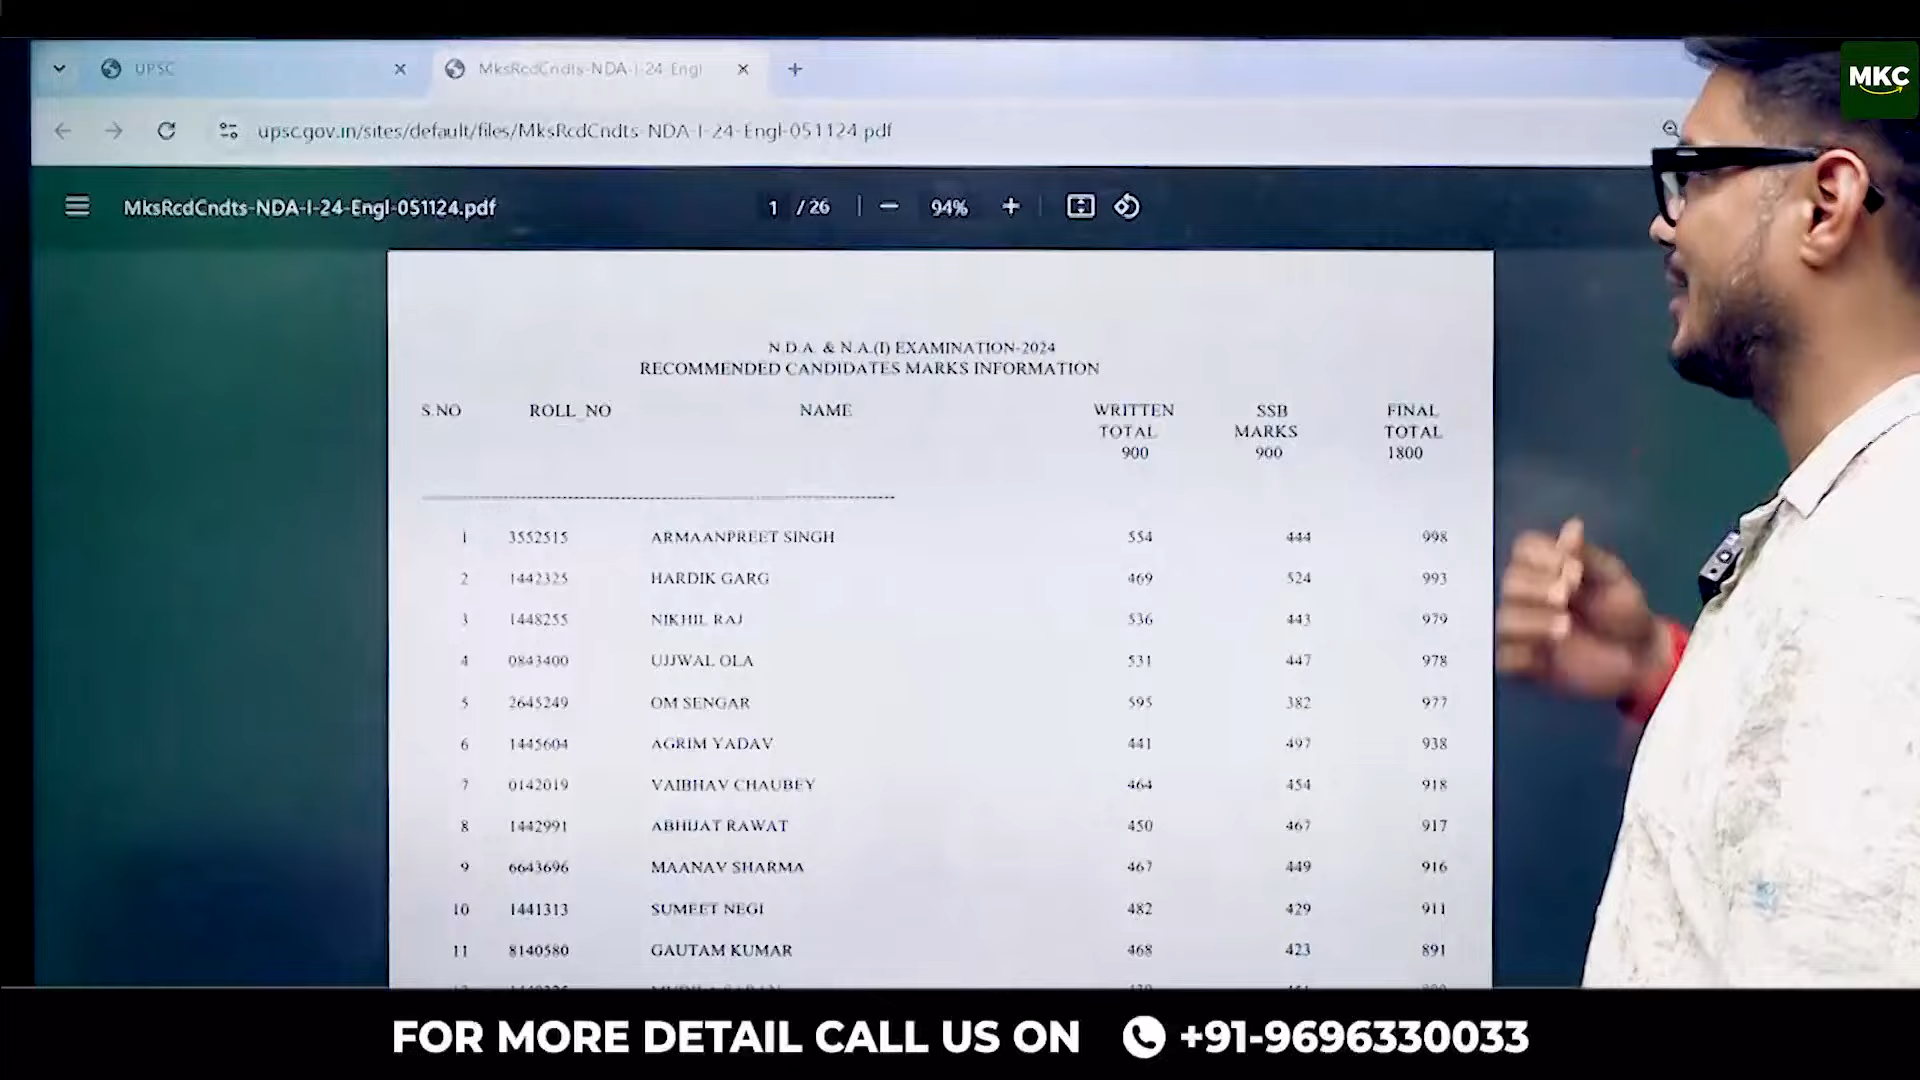 UPSC
MksRcdCndts-NDA-I-24-Engl
MKC
upsc.gov.in/sites/default/files/MksRcdCndts-NDA-I-24-Engl-051124.pdf
MksRcdCndts-NDA-I-24-Engl-051124.pdf
1 / 26
94%
N.D.A. & N.A.(I) EXAMINATION-2024
RECOMMENDED CANDIDATES MARKS INFORMATION
S.NO ROLL_NO NAME WRITTEN TOTAL 900 SSB MARKS 900 FINAL TOTAL 1800
1 3552515 ARMAANPREET SINGH 554 444 998
2 1442325 HARDIK GARG 469 524 993
3 1448255 NIKHIL RAJ 536 443 979
4 0843400 UJJWAL OLA 531 447 978
5 2645249 OM SENGAR 595 382 977
6 1445604 AGRIM YADAV 441 497 938
7 0142019 VAIBHAV CHAUBEY 464 454 918
8 1442991 ABHIJAT RAWAT 450 467 917
9 6643696 MAANAV SHARMA 467 449 916
10 1441313 SUMEET NEGI 482 429 911
11 8140580 GAUTAM KUMAR 468 423 891
FOR MORE DETAIL CALL US ON +91-9696330033